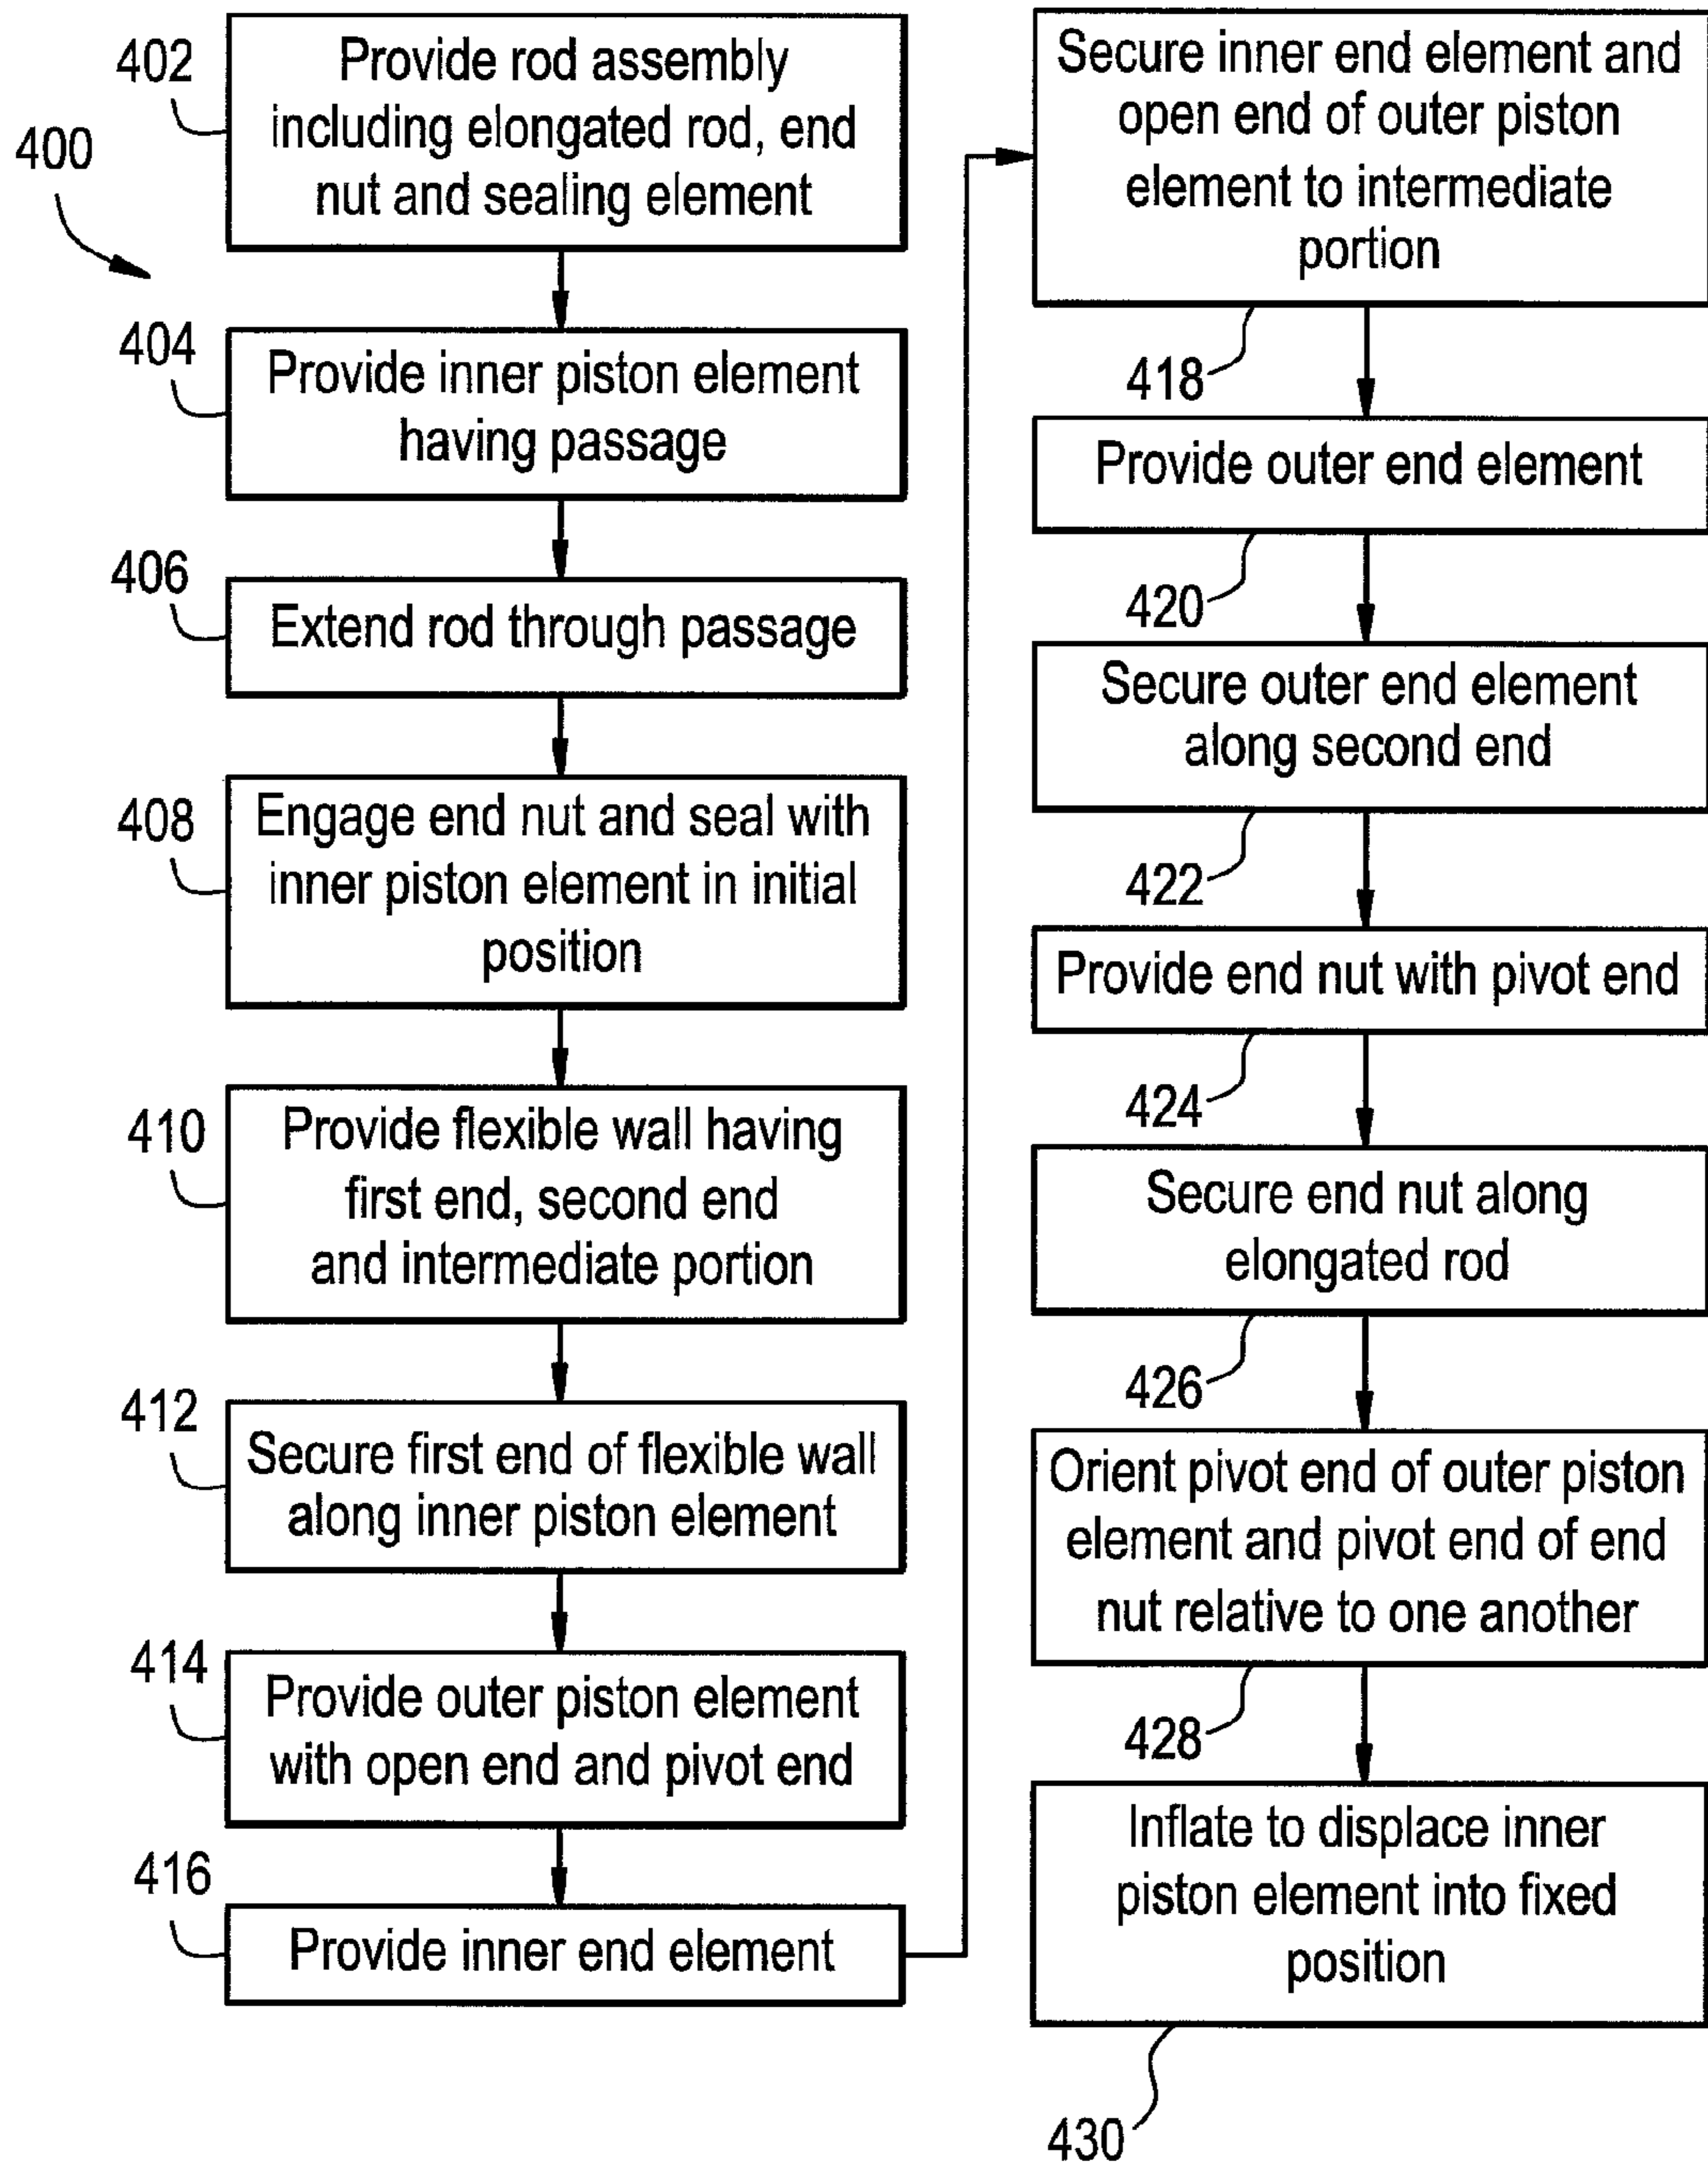 400
402
Provide rod assembly
including elongated rod, end
nut and sealing element
404
Provide inner piston element
having passage
406
Extend rod through passage
408
Engage end nut and seal with
inner piston element in initial
position
410
Provide flexible wall having
first end, second end
and intermediate portion
412
Secure first end of flexible wall
along inner piston element
414
Provide outer piston element
with open end and pivot end
416
Provide inner end element
Secure inner end element and
open end of outer piston
element to intermediate
portion
418
Provide outer end element
420
Secure outer end element
along second end
422
Provide end nut with pivot end
424
Secure end nut along
elongated rod
426
Orient pivot end of outer piston
element and pivot end of end
nut relative to one another
428
Inflate to displace inner
piston element into fixed
position
430